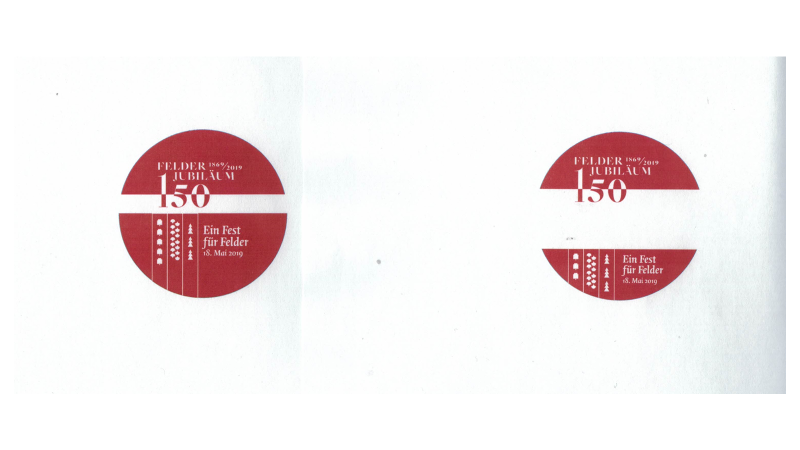 FELDER 1869/2019
JUBILÄUM
150
Ein Fest
für Felder
18. Mai 2019
FELDER 1869/2019
JUBILÄUM
150
Ein Fest
für Felder
18. Mai 2019